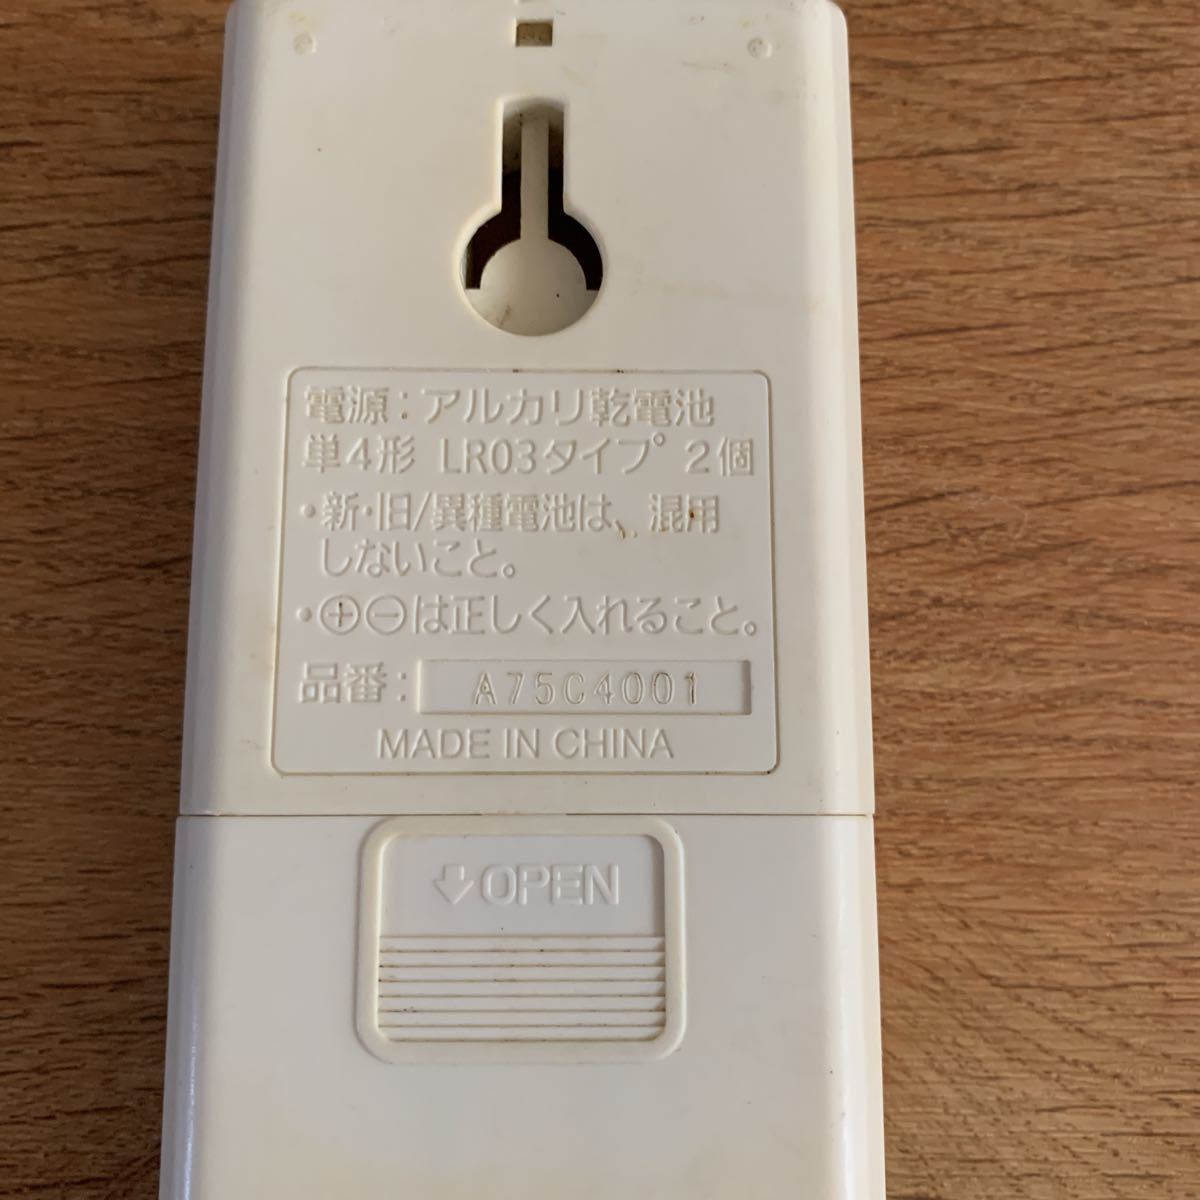 電源：アルカリ乾電池
単4形 LR03タイプ 2個
・新・旧/異種電池は、混用
しないこと。
・⊕⊖は正しく入れること。
品番： A75C4001
MADE IN CHINA
OPEN